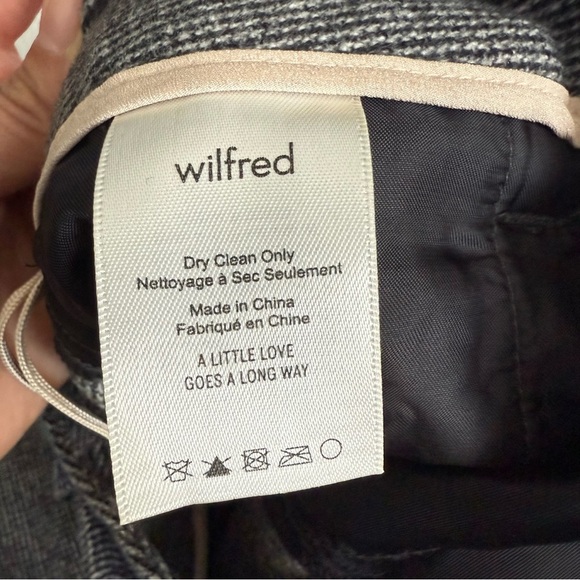 wilfred
Dry Clean Only
Nettoyage à Sec Seulement
Made in China
Fabriqué en Chine
A LITTLE LOVE
GOES A LONG WAY